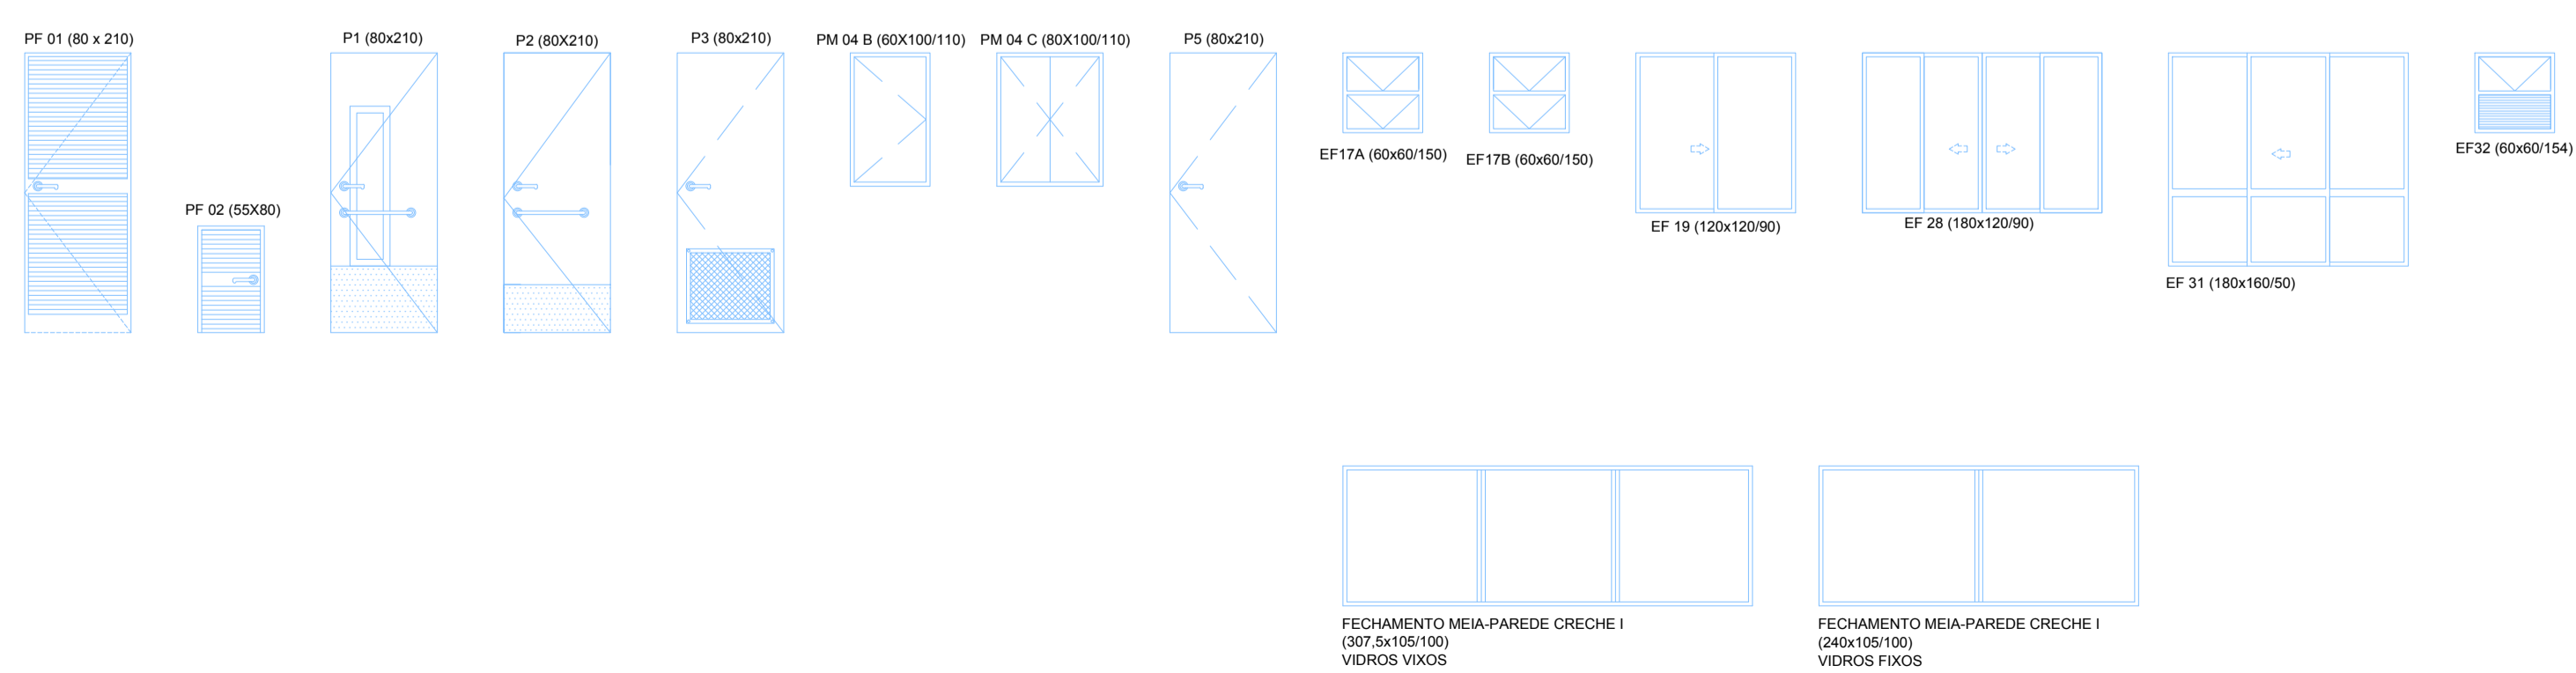 PF 01 (80 x 210)
P1 (80x210)
P2 (80X210)
P3 (80x210)
PM 04 B (60X100/110)
PM 04 C (80X100/110)
P5 (80x210)
EF17A (60x60/150)
EF17B (60x60/150)
EF32 (60x60/154)
PF 02 (55X80)
EF 19 (120x120/90)
EF 28 (180x120/90)
EF 31 (180x160/50)
FECHAMENTO MEIA-PAREDE CRECHE I
(307,5x105/100)
VIDROS VIXOS
FECHAMENTO MEIA-PAREDE CRECHE I
(240x105/100)
VIDROS FIXOS